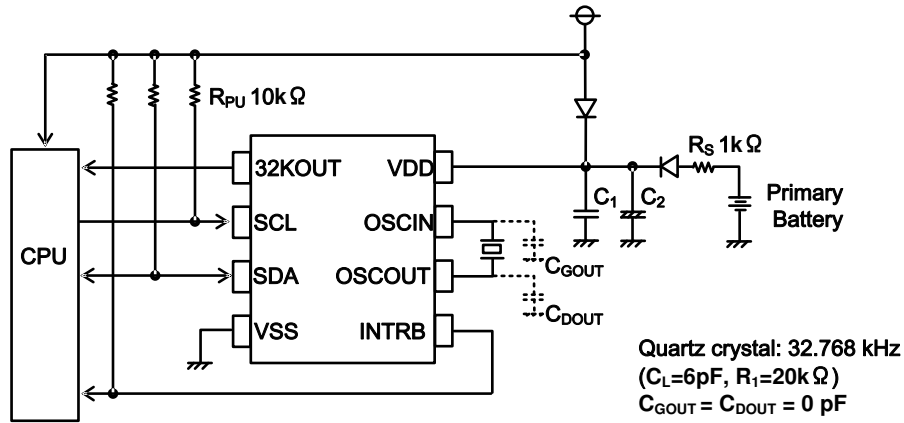 R_PU 10kΩ
32KOUT
VDD
R_S 1kΩ
C_1
C_2
Primary
Battery
SCL
OSCIN
CPU
C_GOUT
SDA
OSCOUT
C_DOUT
VSS
INTRB
Quartz crystal: 32.768 kHz
(C_L=6pF, R_1=20kΩ)
C_GOUT = C_DOUT = 0 pF